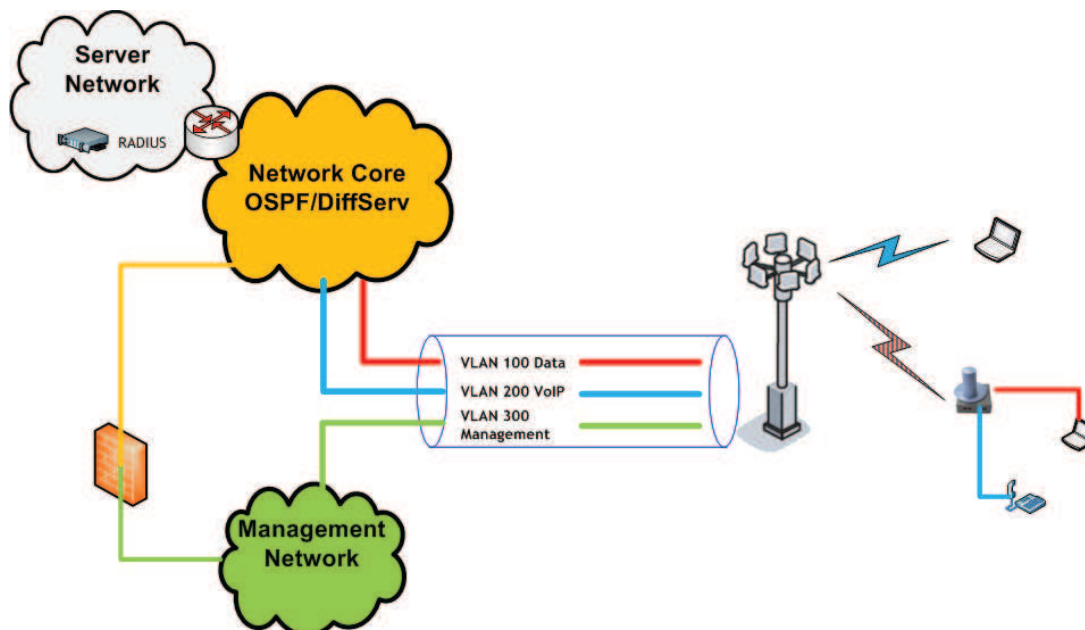 Server
Network
RADIUS
Network Core
OSPF/DiffServ
VLAN 100 Data
VLAN 200 VoIP
VLAN 300
Management
Management
Network